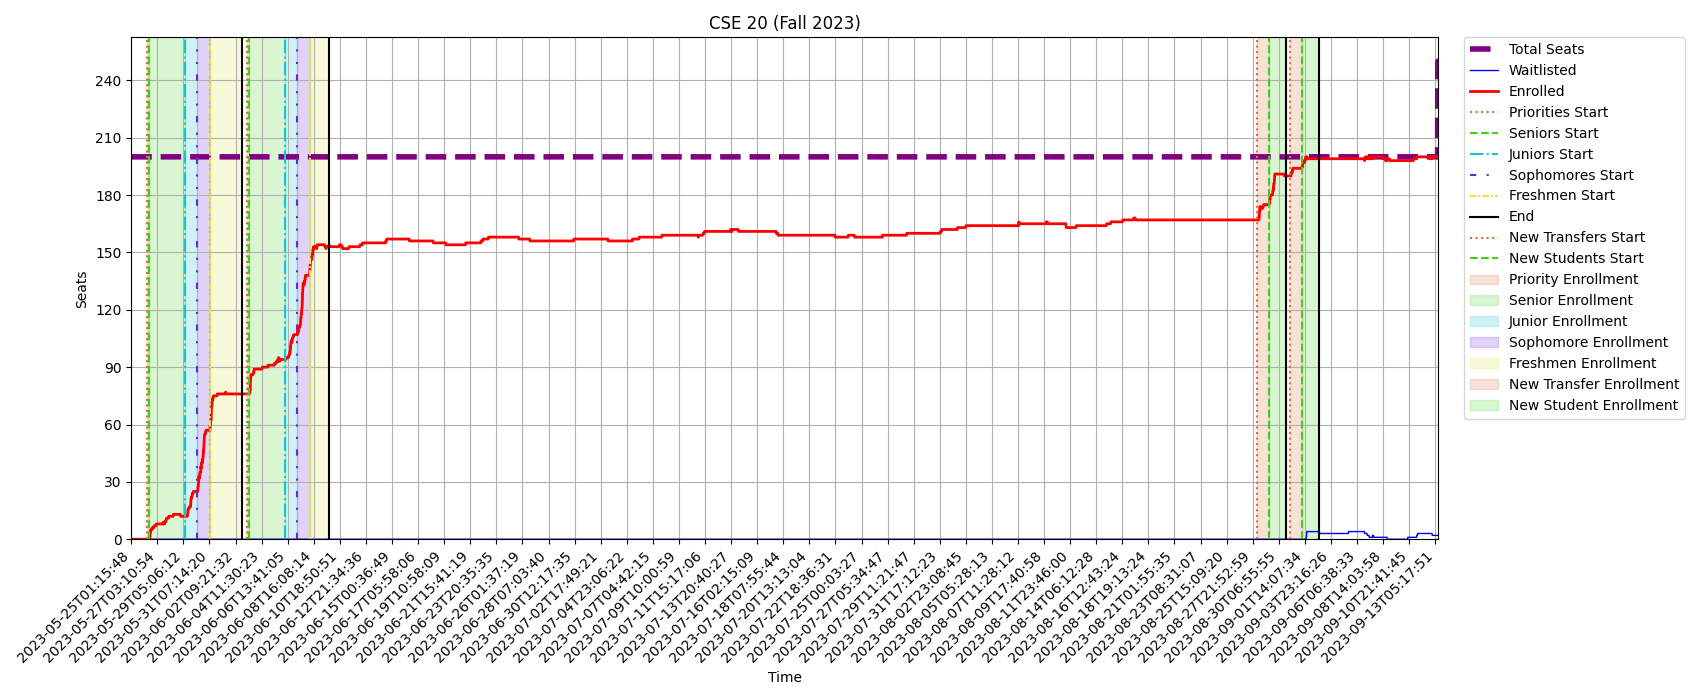 CSE 20 (Fall 2023)
Seats
240
210
180
150
120
90
60
30
0
2023-05-25T01:15:48
2023-05-27T03:10:54
2023-05-29T05:06:12
2023-05-31T07:14:20
2023-06-02T09:21:32
2023-06-04T11:30:23
2023-06-06T13:41:05
2023-06-08T16:08:14
2023-06-10T18:50:51
2023-06-12T21:34:36
2023-06-15T00:36:49
2023-06-17T05:58:06
2023-06-19T10:58:09
2023-06-21T15:41:19
2023-06-23T20:35:35
2023-06-26T01:37:19
2023-06-28T07:03:40
2023-06-30T12:17:35
2023-07-02T17:49:21
2023-07-04T23:06:22
2023-07-07T04:42:15
2023-07-09T10:00:59
2023-07-11T15:17:06
2023-07-13T20:40:27
2023-07-16T02:15:09
2023-07-18T07:55:44
2023-07-20T13:13:04
2023-07-22T18:36:31
2023-07-25T00:03:27
2023-07-27T05:34:47
2023-07-29T11:21:47
2023-07-31T17:12:23
2023-08-02T23:08:45
2023-08-05T05:28:13
2023-08-07T11:28:12
2023-08-09T17:40:58
2023-08-11T23:46:00
2023-08-14T06:12:28
2023-08-16T12:43:24
2023-08-18T19:13:24
2023-08-21T01:55:35
2023-08-23T08:31:07
2023-08-25T15:09:20
2023-08-27T21:52:59
2023-08-30T06:55:55
2023-09-01T14:07:34
2023-09-03T23:16:26
2023-09-06T06:38:33
2023-09-08T14:03:58
2023-09-10T21:41:45
2023-09-13T05:17:51
Time
Total Seats
Waitlisted
Enrolled
Priorities Start
Seniors Start
Juniors Start
Sophomores Start
Freshmen Start
End
New Transfers Start
New Students Start
Priority Enrollment
Senior Enrollment
Junior Enrollment
Sophomore Enrollment
Freshmen Enrollment
New Transfer Enrollment
New Student Enrollment